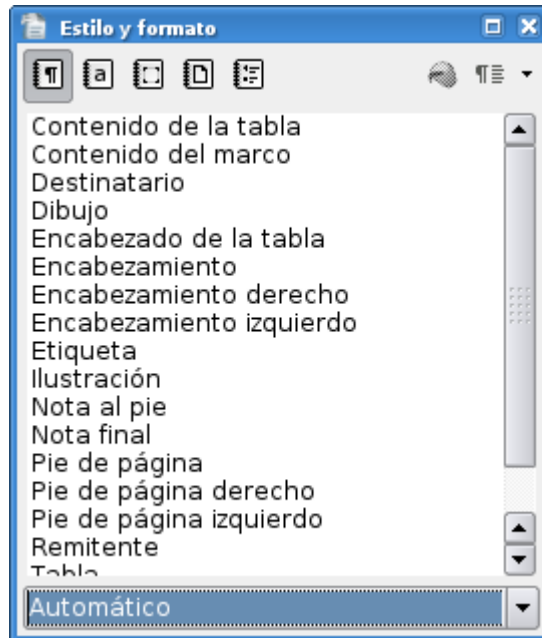 Estilo y formato
Contenido de la tabla
Contenido del marco
Destinatario
Dibujo
Encabezado de la tabla
Encabezamiento
Encabezamiento derecho
Encabezamiento izquierdo
Etiqueta
Ilustración
Nota al pie
Nota final
Pie de página
Pie de página derecho
Pie de página izquierdo
Remitente
Tabla
Automático